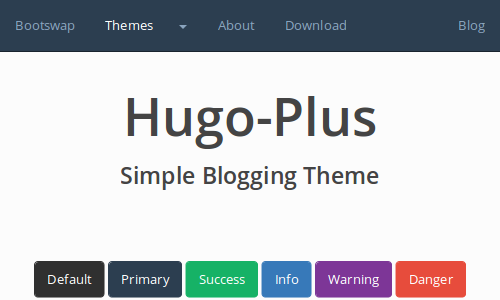 Bootswap Themes About Download Blog
Hugo-Plus
Simple Blogging Theme
Default Primary Success Info Warning Danger